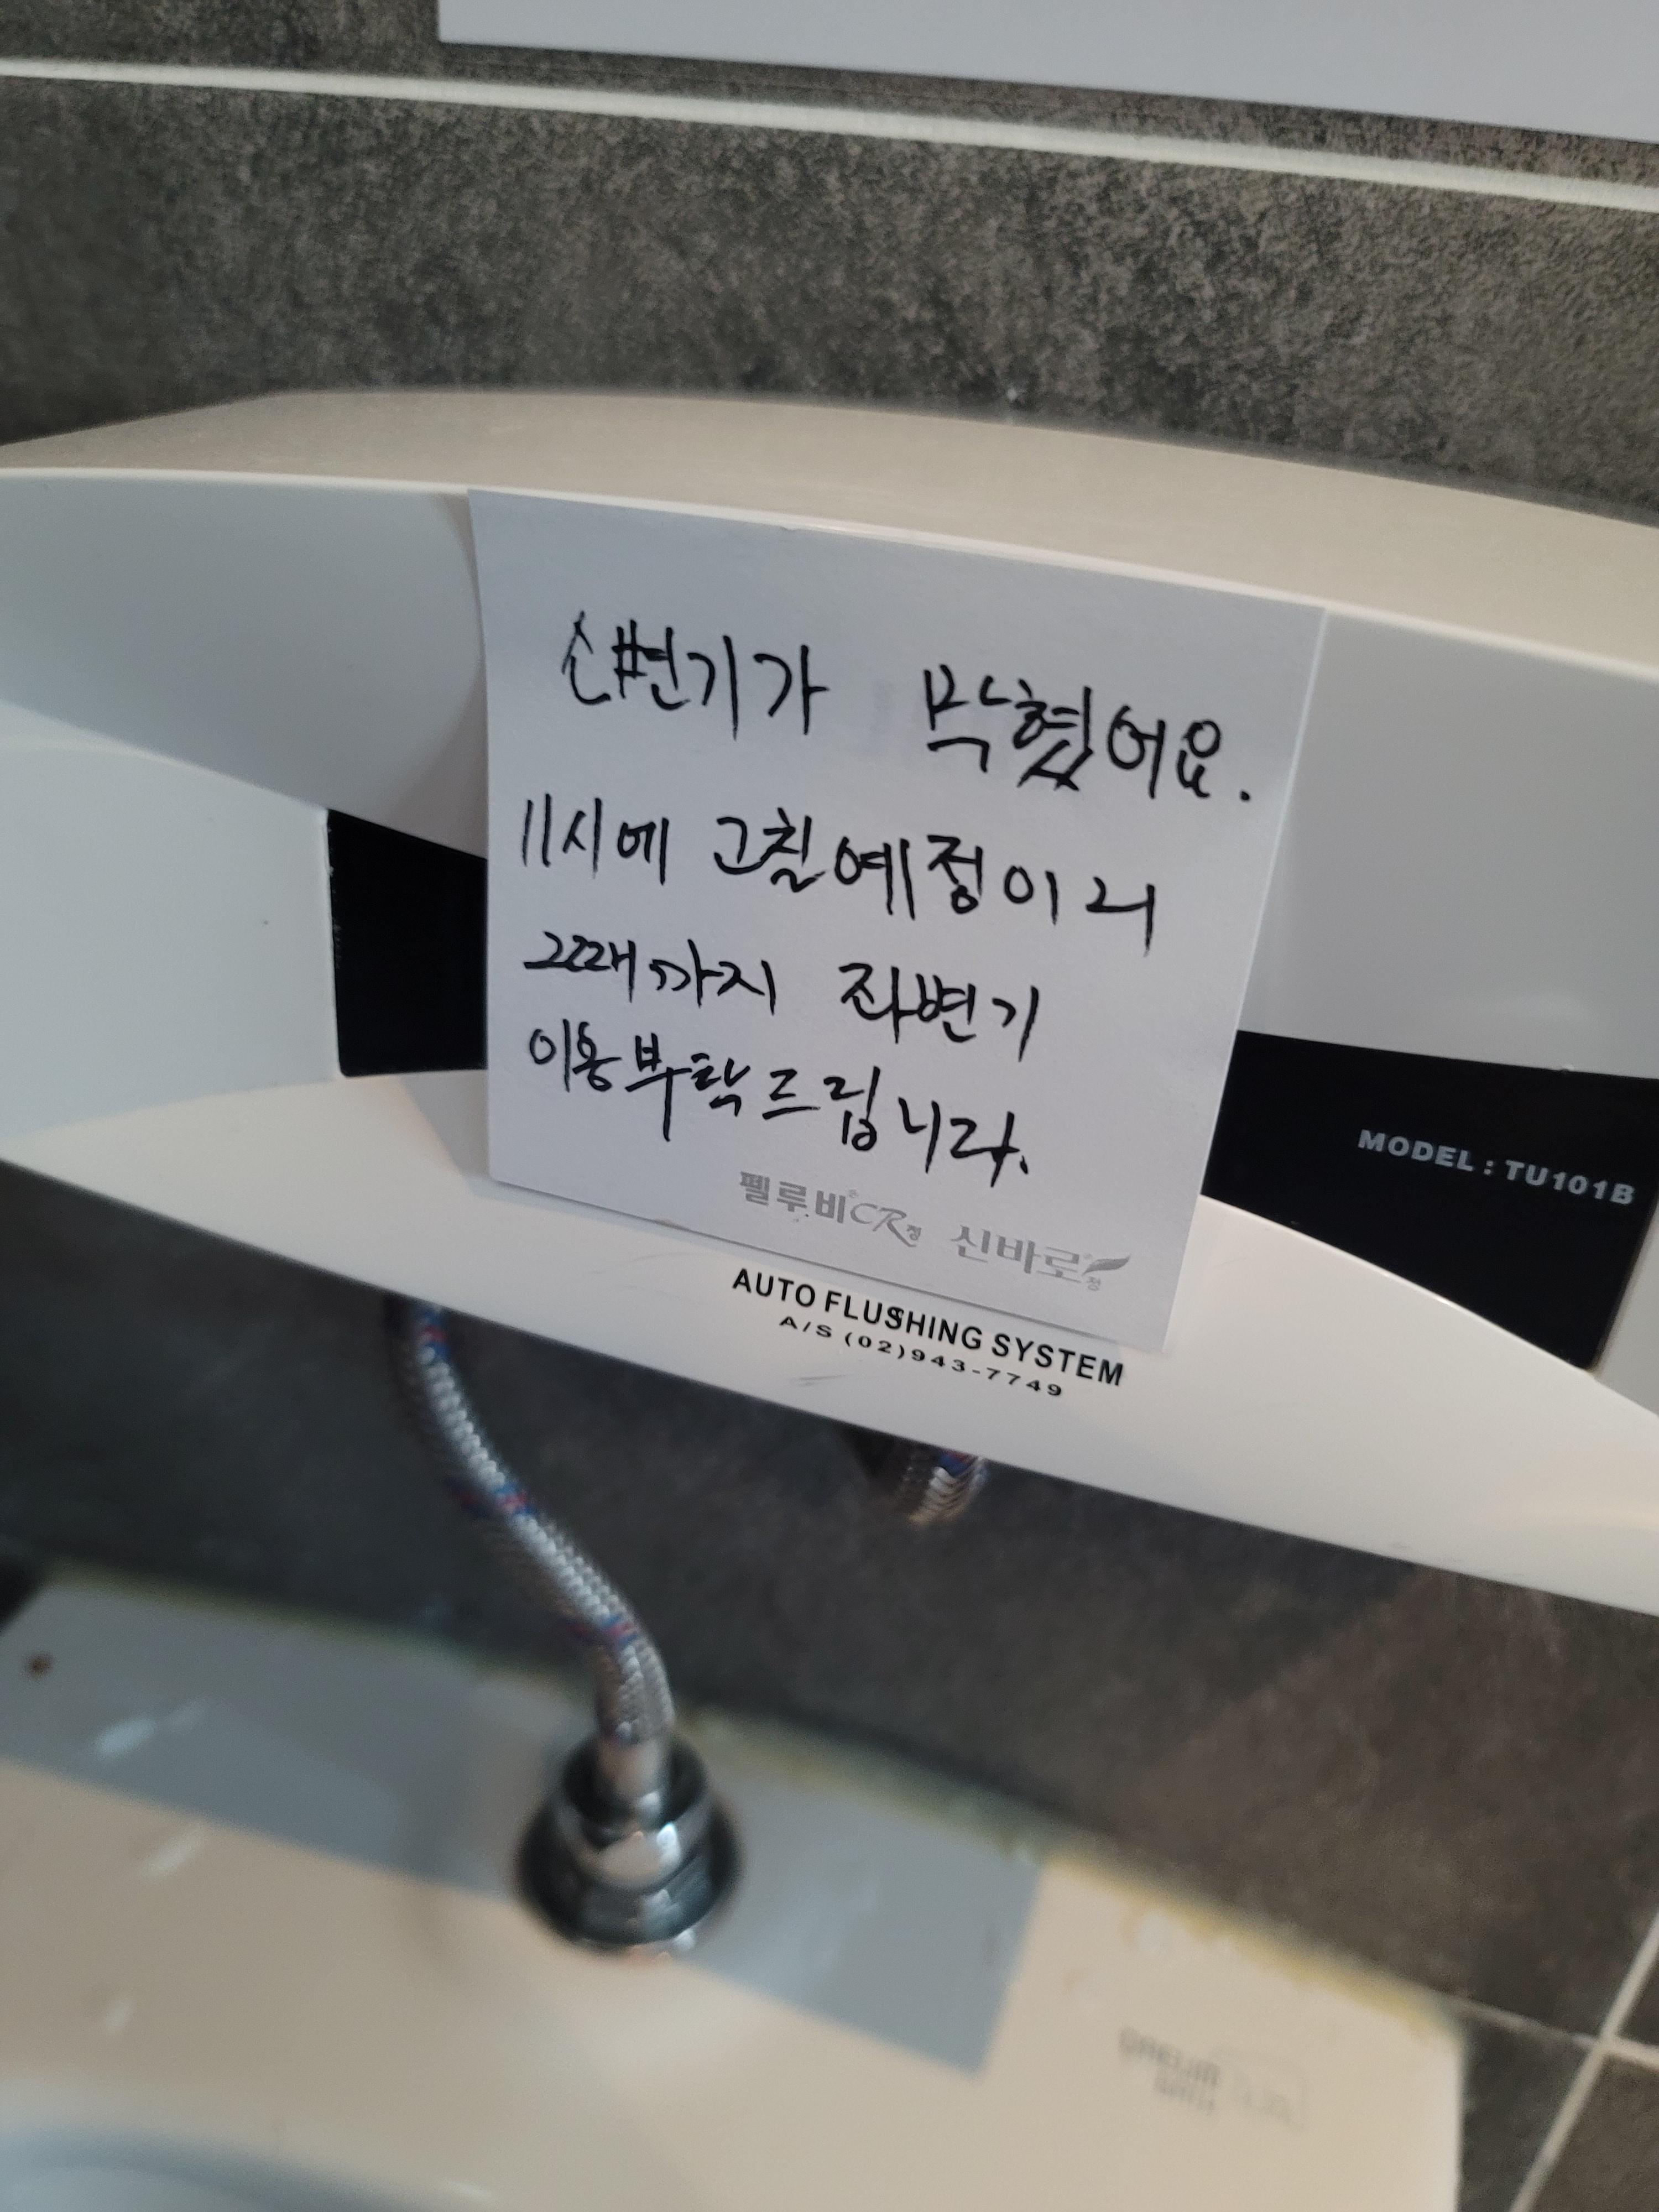 소변기가 막혔어요.
11시에 고칠예정이니
그때까지 좌변기
이용부탁드립니다.
펠루비CR정 신바로정
MODEL : TU101B
AUTO FLUSHING SYSTEM
A/S (02)943-7749